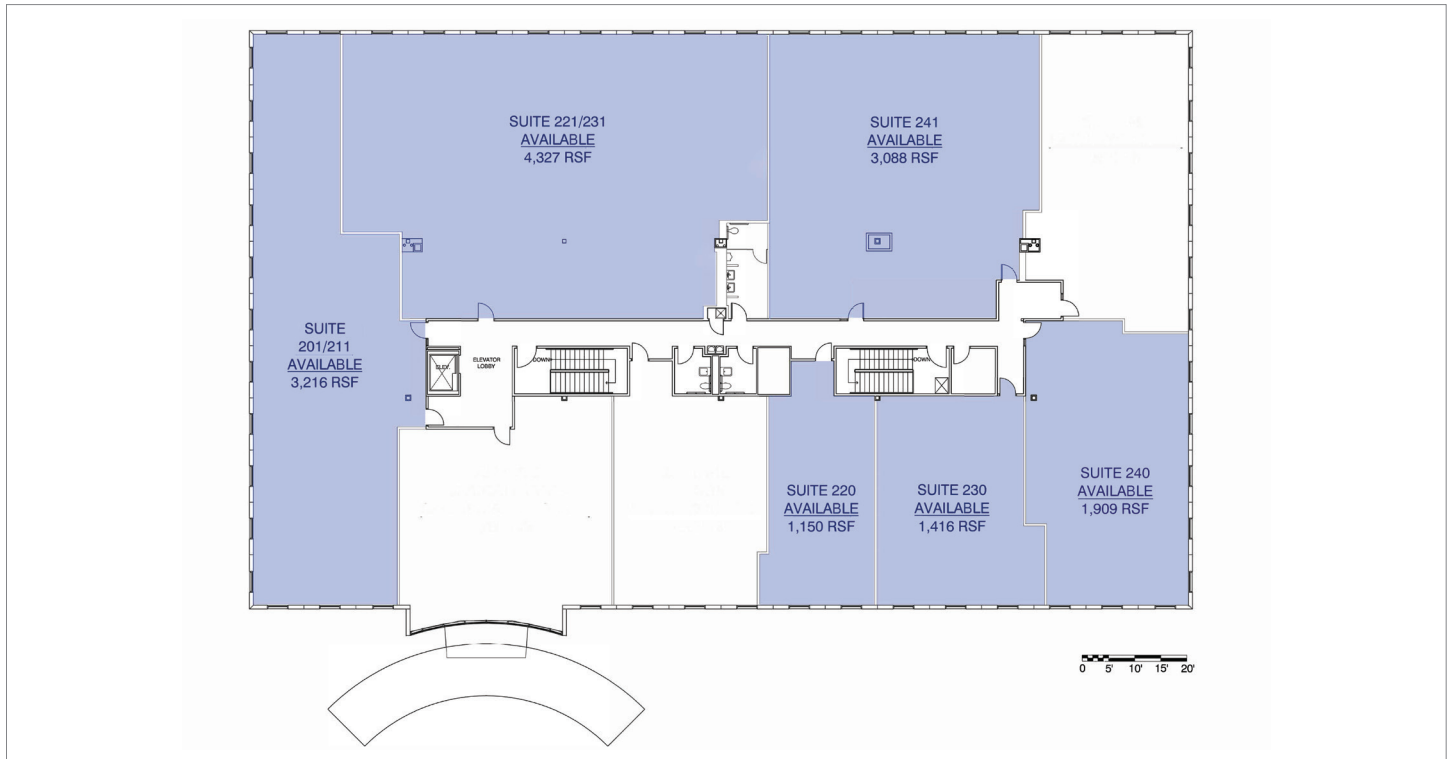 SUITE 221/231
AVAILABLE
4,327 RSF
SUITE 241
AVAILABLE
3,088 RSF
SUITE
201/211
AVAILABLE
3,216 RSF
ELEV.
ELEVATOR
LOBBY
DOWN
DOWN
SUITE 220
AVAILABLE
1,150 RSF
SUITE 230
AVAILABLE
1,416 RSF
SUITE 240
AVAILABLE
1,909 RSF
0 5' 10' 15' 20'